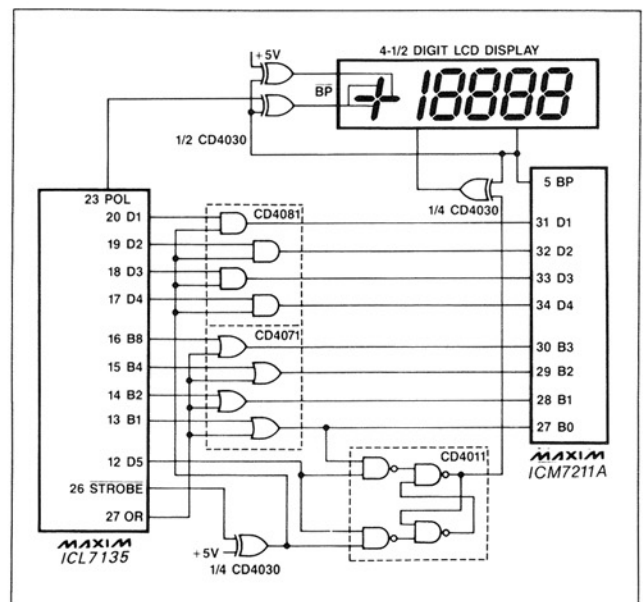 4-1/2 DIGIT LCD DISPLAY
+5V
BP
+18888
1/2 CD4030
1/4 CD4030
23 POL
20 D1
19 D2
18 D3
17 D4
16 B8
15 B4
14 B2
13 B1
12 D5
26 STROBE
27 OR
MAXIM
ICL7135
CD4081
CD4071
CD4011
+5V
1/4 CD4030
5 BP
31 D1
32 D2
33 D3
34 D4
30 B3
29 B2
28 B1
27 B0
MAXIM
ICM7211A